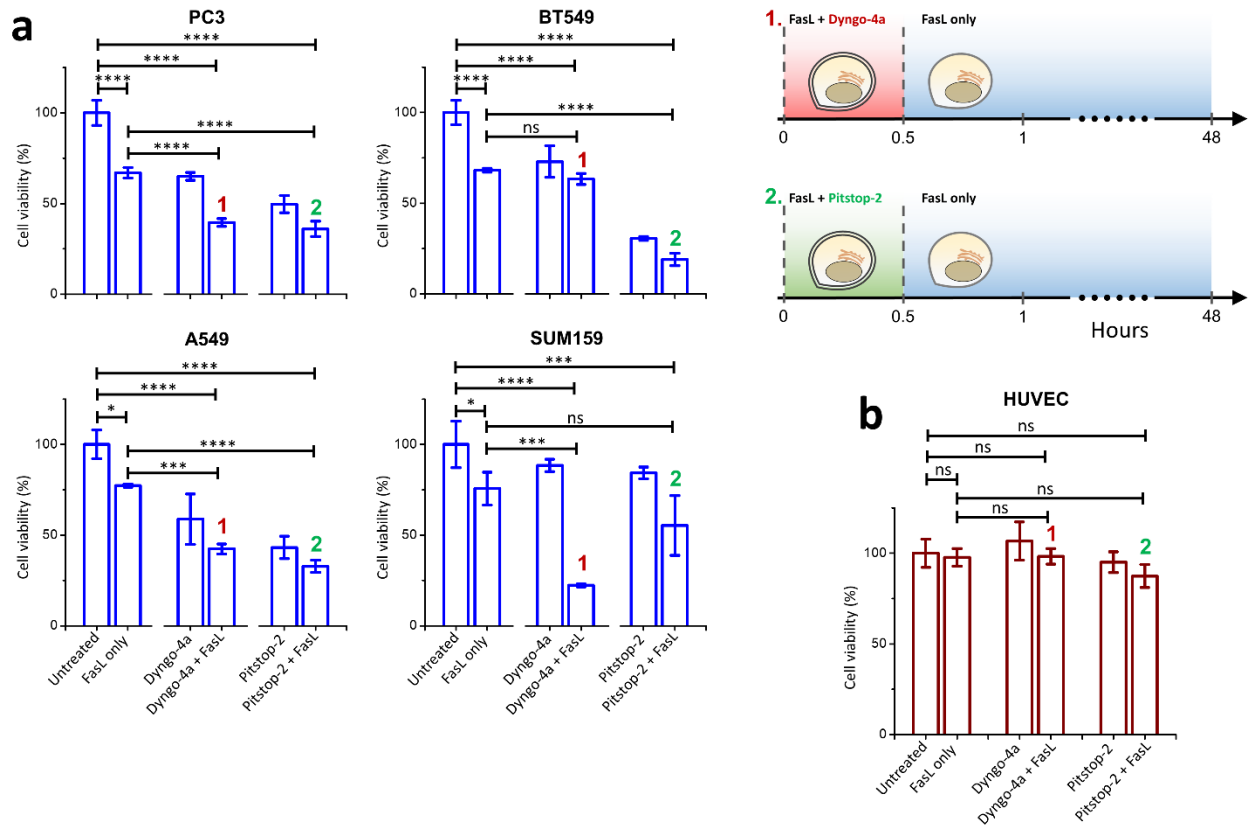 a
PC3
****
****
****
****
****
100
50
0
Cell viability (%)
1
2
BT549
****
****
****
****
ns
100
50
0
Cell viability (%)
1
2
A549
****
****
*
****
***
100
50
0
Cell viability (%)
1
2
Untreated
FasL only
Dyngo-4a
Dyngo-4a + FasL
Pitstop-2
Pitstop-2 + FasL
SUM159
***
****
*
ns
***
100
50
0
Cell viability (%)
1
2
Untreated
FasL only
Dyngo-4a
Dyngo-4a + FasL
Pitstop-2
Pitstop-2 + FasL
1. FasL + Dyngo-4a
FasL only
0 0.5 1 48
2. FasL + Pitstop-2
FasL only
0 0.5 1 48
Hours
b
HUVEC
ns
ns
ns
ns
ns
100
50
0
Cell viability (%)
1
2
Untreated
FasL only
Dyngo-4a
Dyngo-4a + FasL
Pitstop-2
Pitstop-2 + FasL